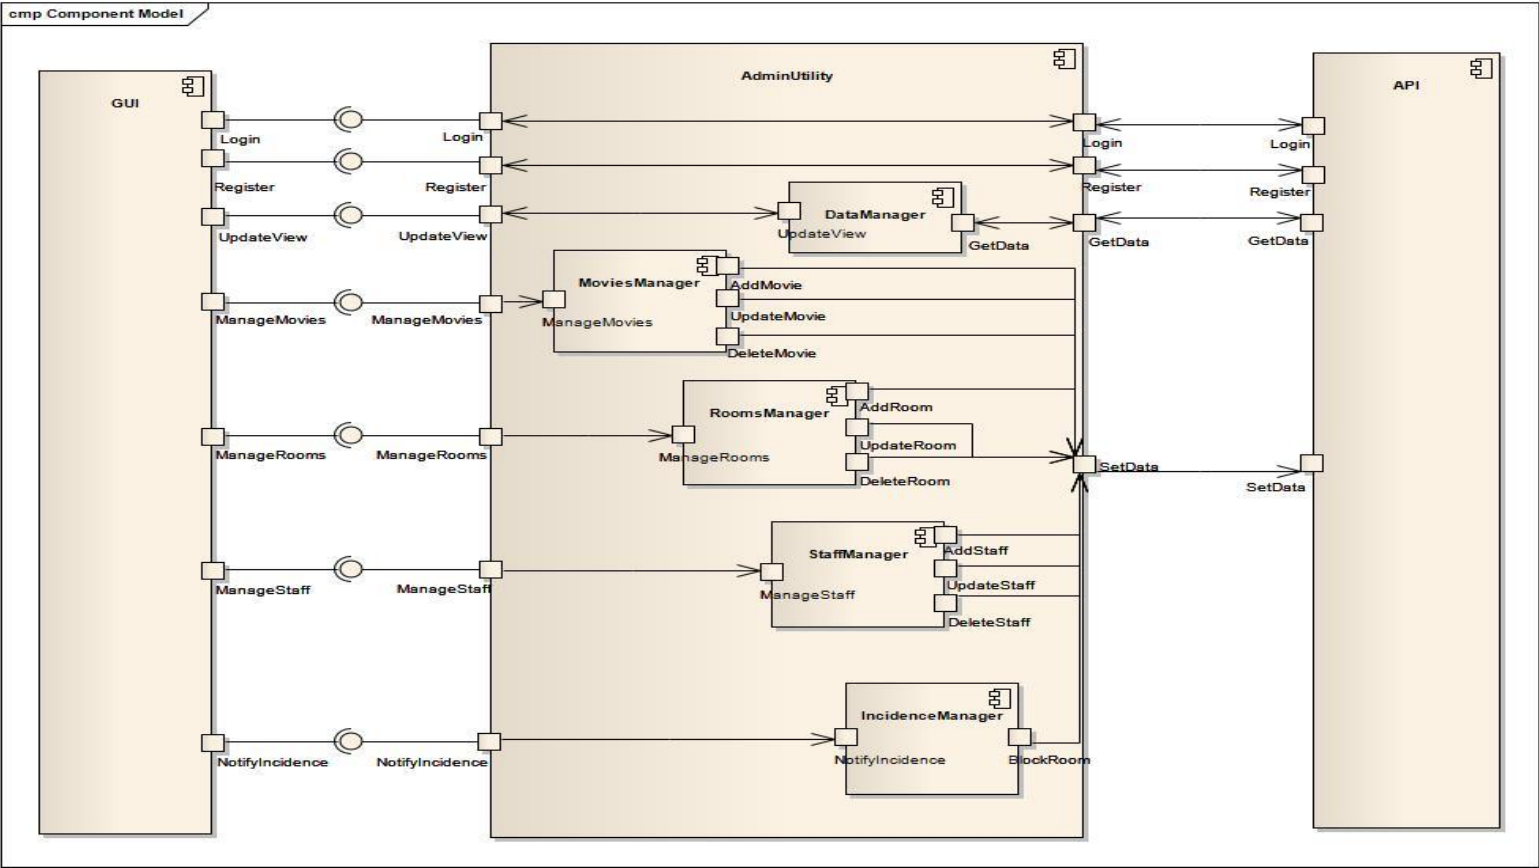 cmp Component Model
GUI
AdminUtility
API
Login
Login
Login
Login
Register
Register
Register
Register
UpdateView
UpdateView
DataManager
UpdateView
GetData
GetData
GetData
MoviesManager
AddMovie
UpdateMovie
DeleteMovie
ManageMovies
ManageMovies
ManageMovies
RoomsManager
AddRoom
UpdateRoom
DeleteRoom
ManageRooms
ManageRooms
ManageRooms
SetData
SetData
StaffManager
AddStaff
UpdateStaff
DeleteStaff
ManageStaff
ManageStaff
ManageStaff
IncidenceManager
NotifyIncidence
NotifyIncidence
NotifyIncidence
BlockRoom